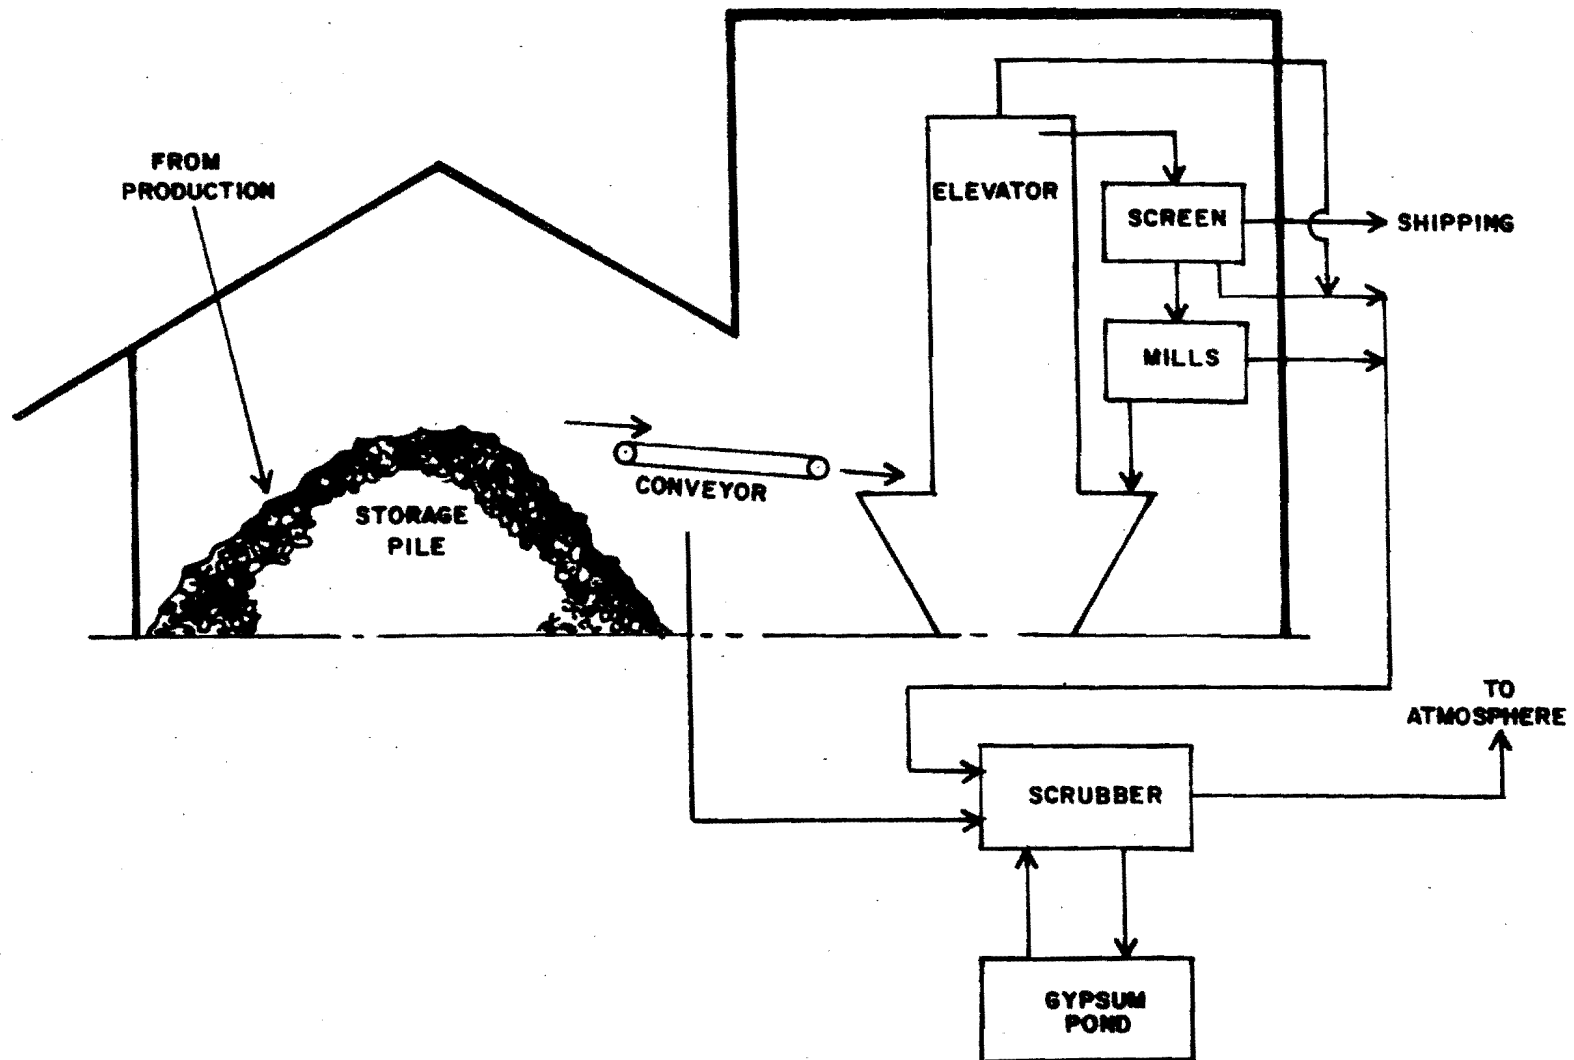 FROM
PRODUCTION
ELEVATOR
SCREEN
SHIPPING
MILLS
CONVEYOR
STORAGE
PILE
TO
ATMOSPHERE
SCRUBBER
GYPSUM
POND